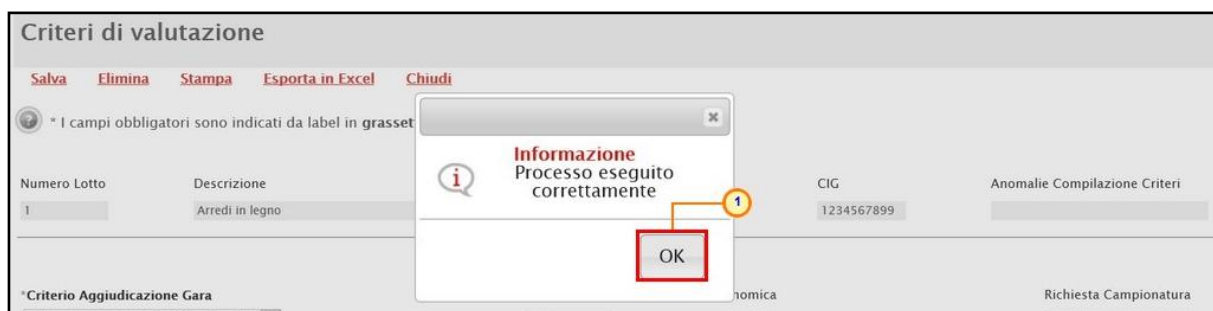 Criteri di valutazione
Salva Elimina Stampa Esporta in Excel Chiudi
* I campi obbligatori sono indicati da label in grasset
Informazione
Processo eseguito
correttamente
Numero Lotto Descrizione CIG Anomalie Compilazione Criteri
1 Arredi in legno 1234567899
1
OK
*Criterio Aggiudicazione Gara nomica Richiesta Campionatura